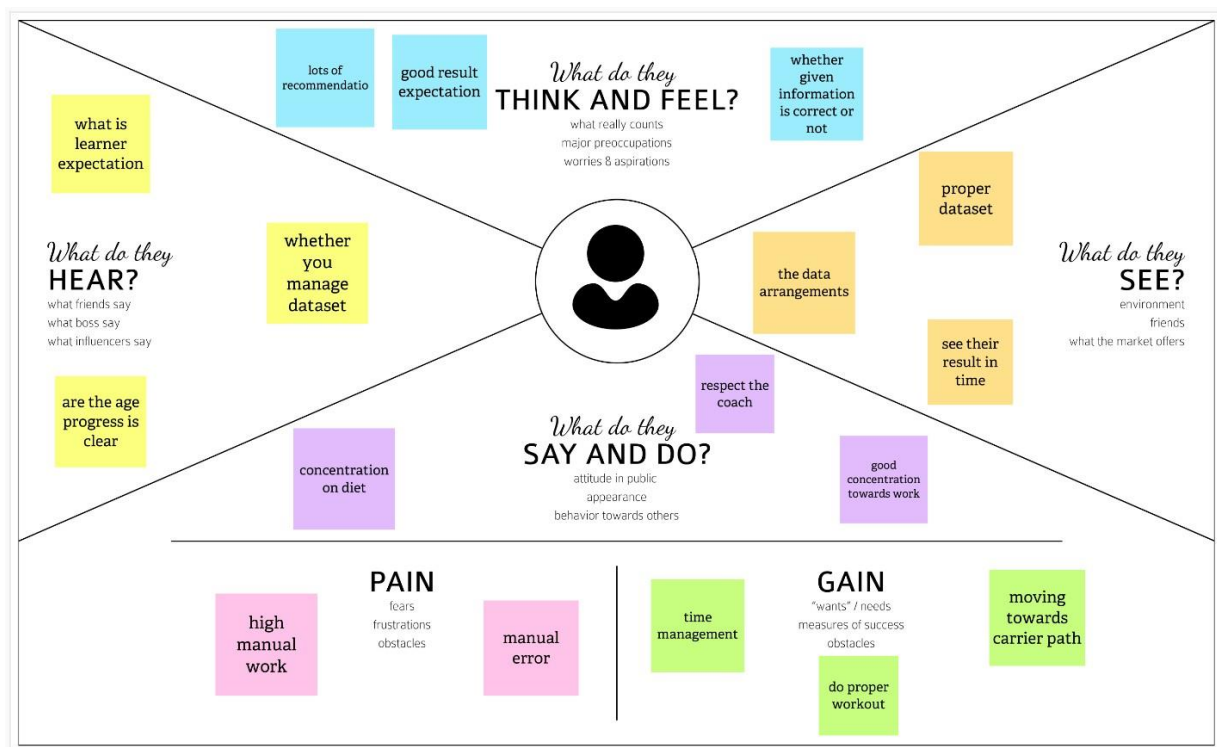 lots of
recommendatio
good result
expectation
What do they
THINK AND FEEL?
what really counts
major preoccupations
worries & aspirations
whether
given
information
is correct or
not
what is
learner
expectation
What do they
HEAR?
what friends say
what boss say
what influencers say
whether
you
manage
dataset
are the age
progress is
clear
proper
dataset
the data
arrangements
What do they
SEE?
environment
friends
what the market offers
see their
result in
time
respect the
coach
What do they
SAY AND DO?
attitude in public
appearance
behavior towards others
concentration
on diet
good
concentration
towards work
PAIN
fears
frustrations
obstacles
high
manual
work
manual
error
GAIN
"wants" / needs
measures of success
obstacles
time
management
do proper
workout
moving
towards
carrier path